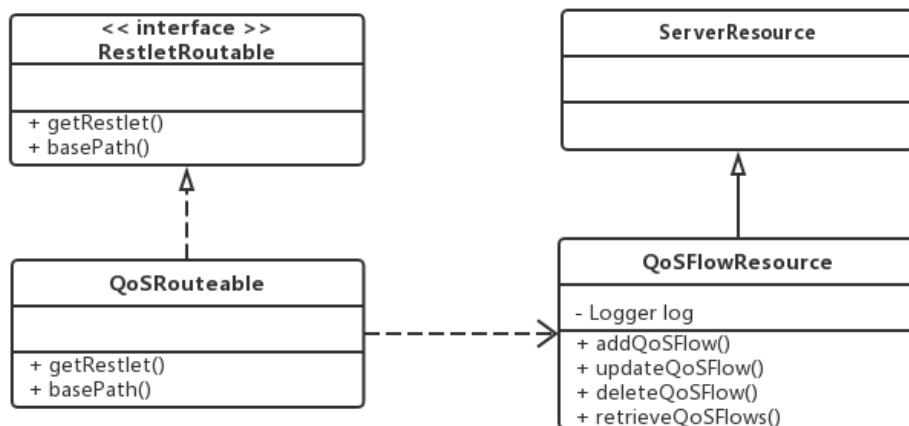 << interface >>
RestletRoutable
+ getRestlet()
+ basePath()
ServerResource
QoSRouteable
+ getRestlet()
+ basePath()
QoSFlowResource
- Logger log
+ addQoSFlow()
+ updateQoSFlow()
+ deleteQoSFlow()
+ retrieveQoSFlows()